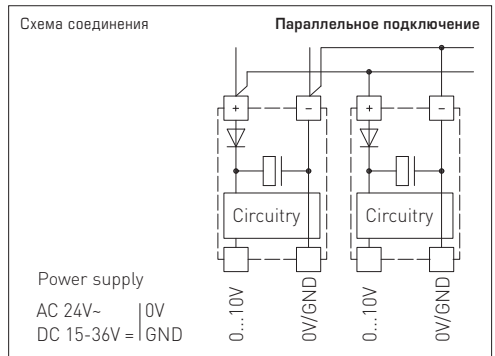 Схема соединения
Параллельное подключение
+
–
+
–
Circuitry
Circuitry
Power supply
AC 24V~ 0V
DC 15-36V = GND
0...10V
0V/GND
0...10V
0V/GND